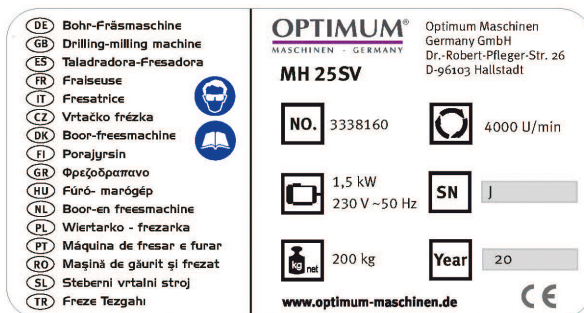 DE Bohr-Fräsmaschine
GB Drilling-milling machine
ES Taladradora-Fresadora
FR Fraiseuse
IT Fresatrice
CZ Vrtačko frézka
DK Boor-freesmachine
FI Porajyrsin
GR Φρεζοδραπανο
HU Fúró- marógép
NL Boor-en freesmachine
PL Wiertarko - frezarka
PT Máquina de fresar e furar
RO Maşină de găurit şi frezat
SL Steberni vrtalni stroj
TR Freze Tezgahı
OPTIMUM®
MASCHINEN - GERMANY
MH 25SV
Optimum Maschinen
Germany GmbH
Dr.-Robert-Pfleger-Str. 26
D-96103 Hallstadt
NO. 3338160
4000 U/min
1,5 kW
230 V ~50 Hz
SN J
kg net 200 kg
Year 20
www.optimum-maschinen.de
CE